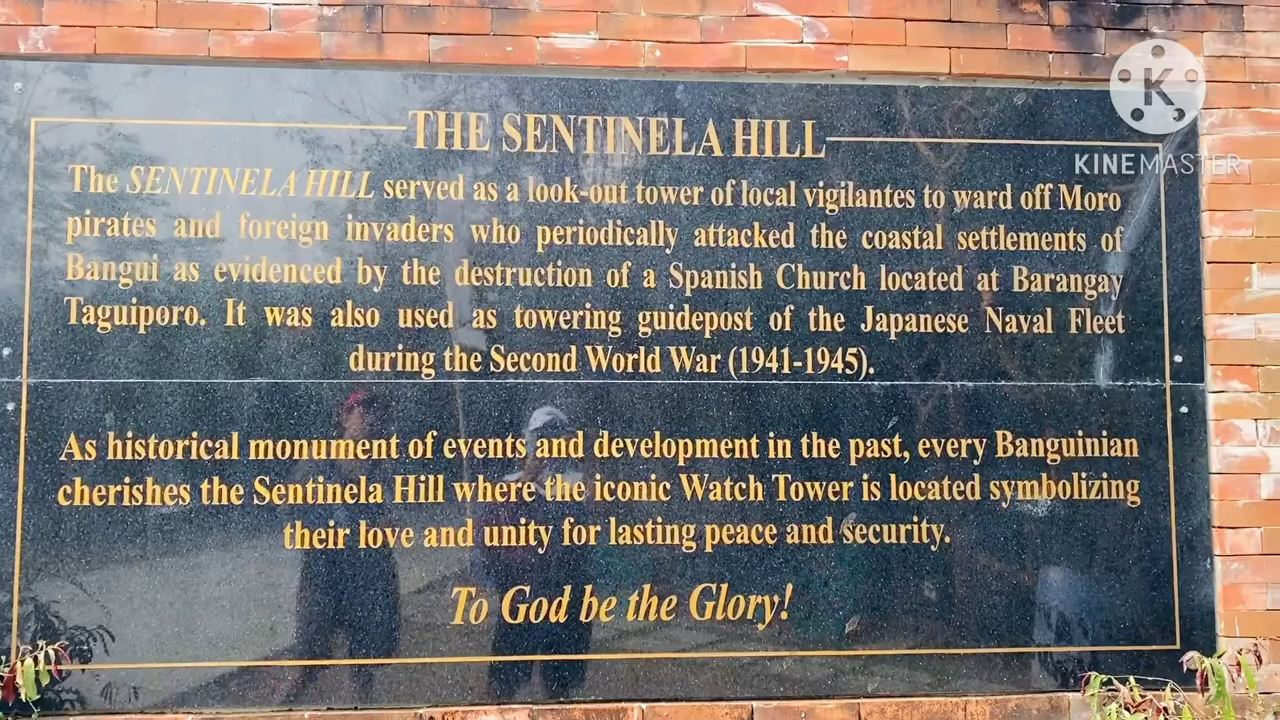 K
KINEMASTER
THE SENTINELA HILL
The SENTINELA HILL served as a look-out tower of local vigilantes to ward off Moro
pirates and foreign invaders who periodically attacked the coastal settlements of
Bangui as evidenced by the destruction of a Spanish Church located at Barangay
Taguiporo. It was also used as towering guidepost of the Japanese Naval Fleet
during the Second World War (1941-1945).
As historical monument of events and development in the past, every Banguinian
cherishes the Sentinela Hill where the iconic Watch Tower is located symbolizing
their love and unity for lasting peace and security.
To God be the Glory!